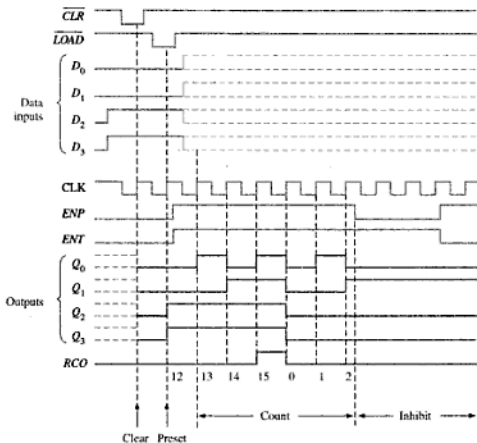 CLR
LOAD
D0
D1
Data inputs
D2
D3
CLK
ENP
ENT
Q0
Q1
Outputs
Q2
Q3
RCO
12 13 14 15 0 1 2
Count Inhibit
Clear Preset